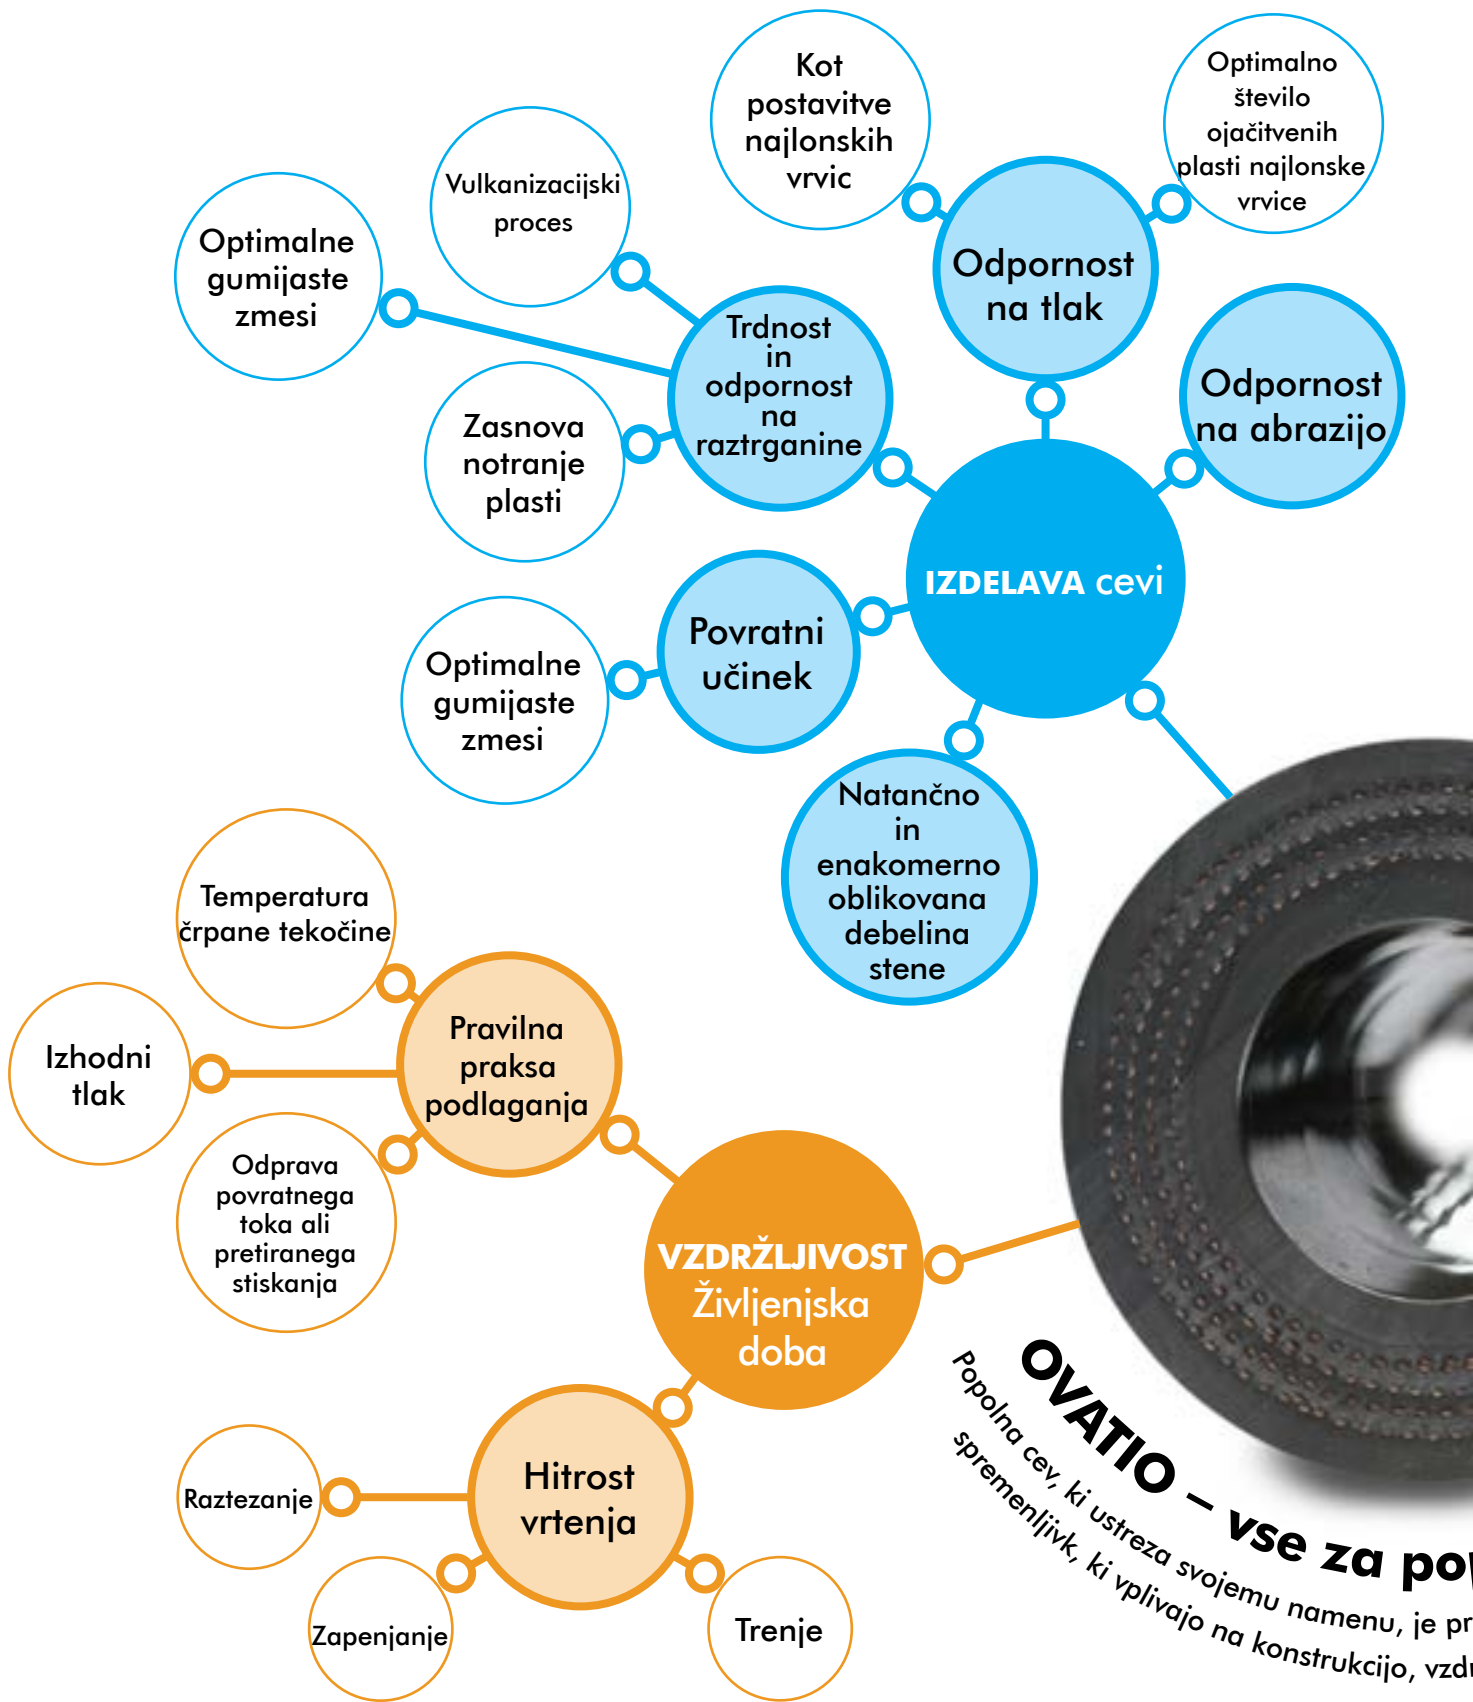 Kot
postavitve
najlonskih
vrvic
Optimalno
število
ojačitvenih
plasti najlonske
vrvice
Vulkanizacijski
proces
Optimalne
gumijaste
zmesi
Odpornost
na tlak
Trdnost
in
odpornost
na
raztrganine
Odpornost
na abrazijo
Zasnova
notranje
plasti
IZDELAVA cevi
Povratni
učinek
Optimalne
gumijaste
zmesi
Natančno
in
enakomerno
oblikovana
debelina
stene
Temperatura
črpane tekočine
Pravilna
praksa
podlaganja
Izhodni
tlak
Odprava
povratnega
toka ali
pretiranega
stiskanja
VZDRŽLJIVOST
Življenjska
doba
Hitrost
vrtenja
Raztezanje
Zapenjanje
Trenje
OVATIO – vse za pop
Popolna cev, ki ustreza svojemu namenu, je pr
spremenljivk, ki vplivajo na konstrukcijo, vzdr